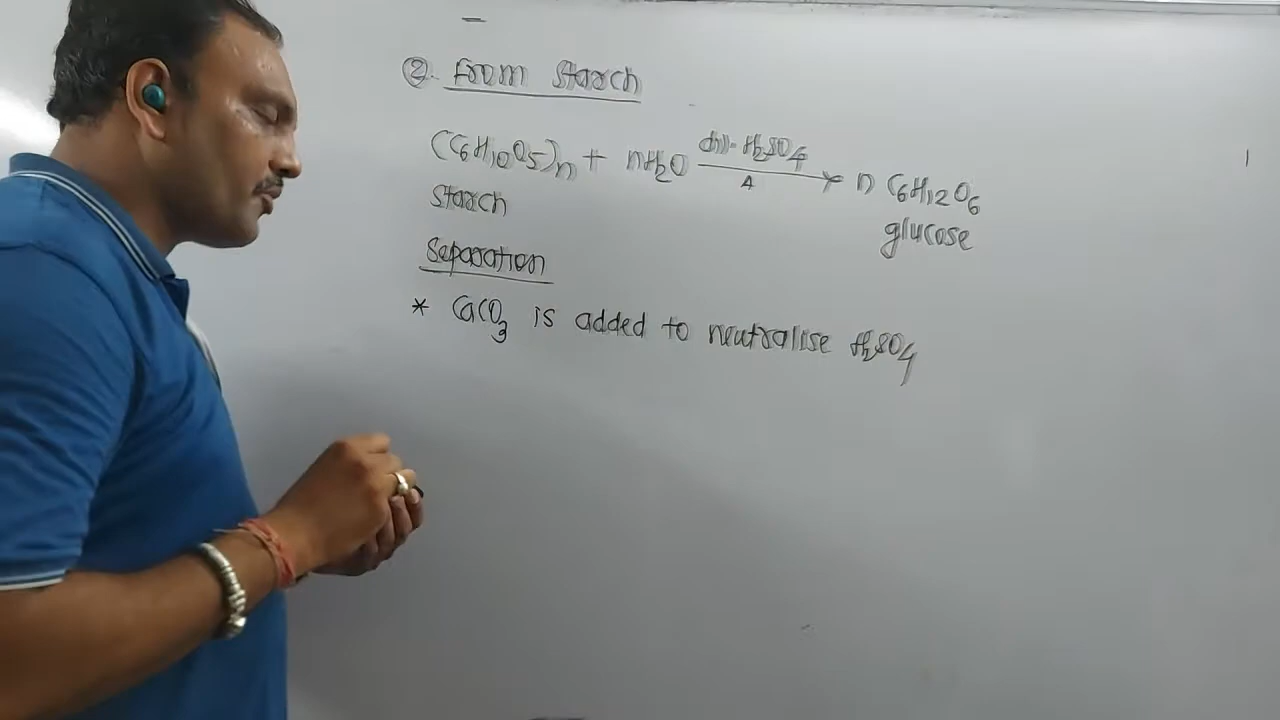 ② From Starch
(C6H10O5)n + nH2O dil. H2SO4 Δ → n C6H12O6
Starch glucose
Separation
* CaCO3 is added to neutralise H2SO4